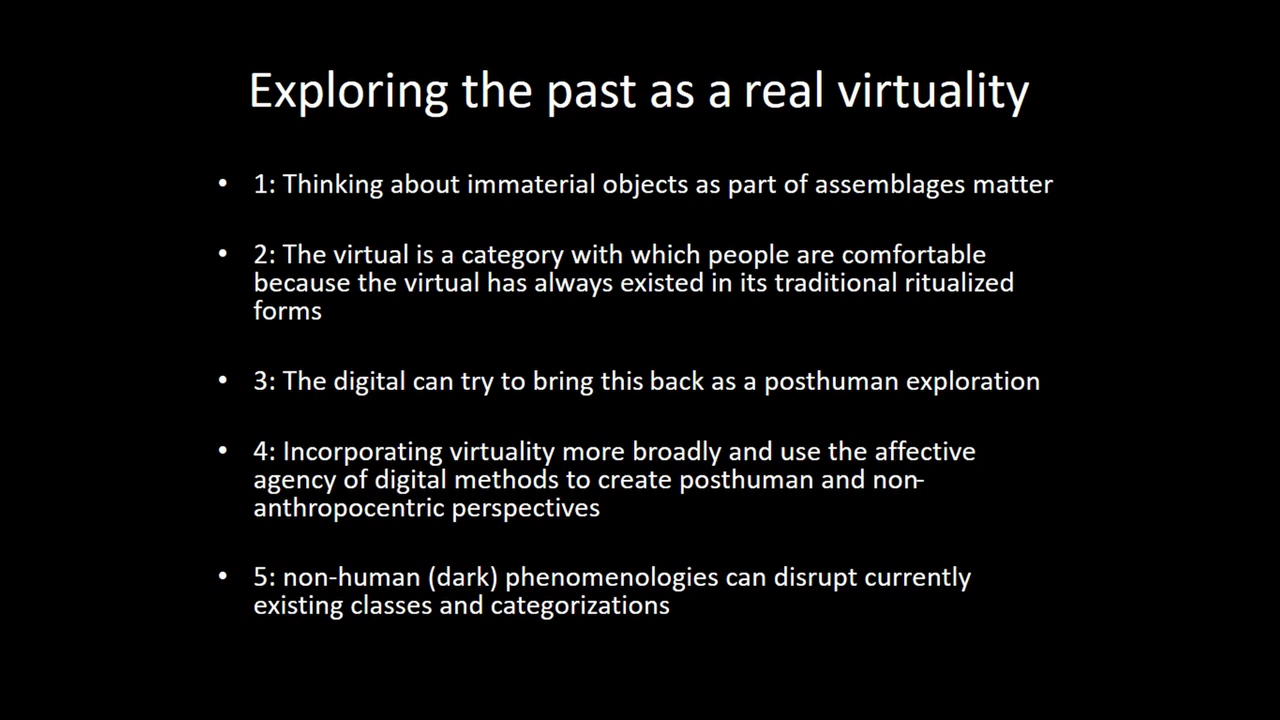 Exploring the past as a real virtuality
• 1: Thinking about immaterial objects as part of assemblages matter
• 2: The virtual is a category with which people are comfortable
because the virtual has always existed in its traditional ritualized
forms
• 3: The digital can try to bring this back as a posthuman exploration
• 4: Incorporating virtuality more broadly and use the affective
agency of digital methods to create posthuman and non-
anthropocentric perspectives
• 5: non-human (dark) phenomenologies can disrupt currently
existing classes and categorizations